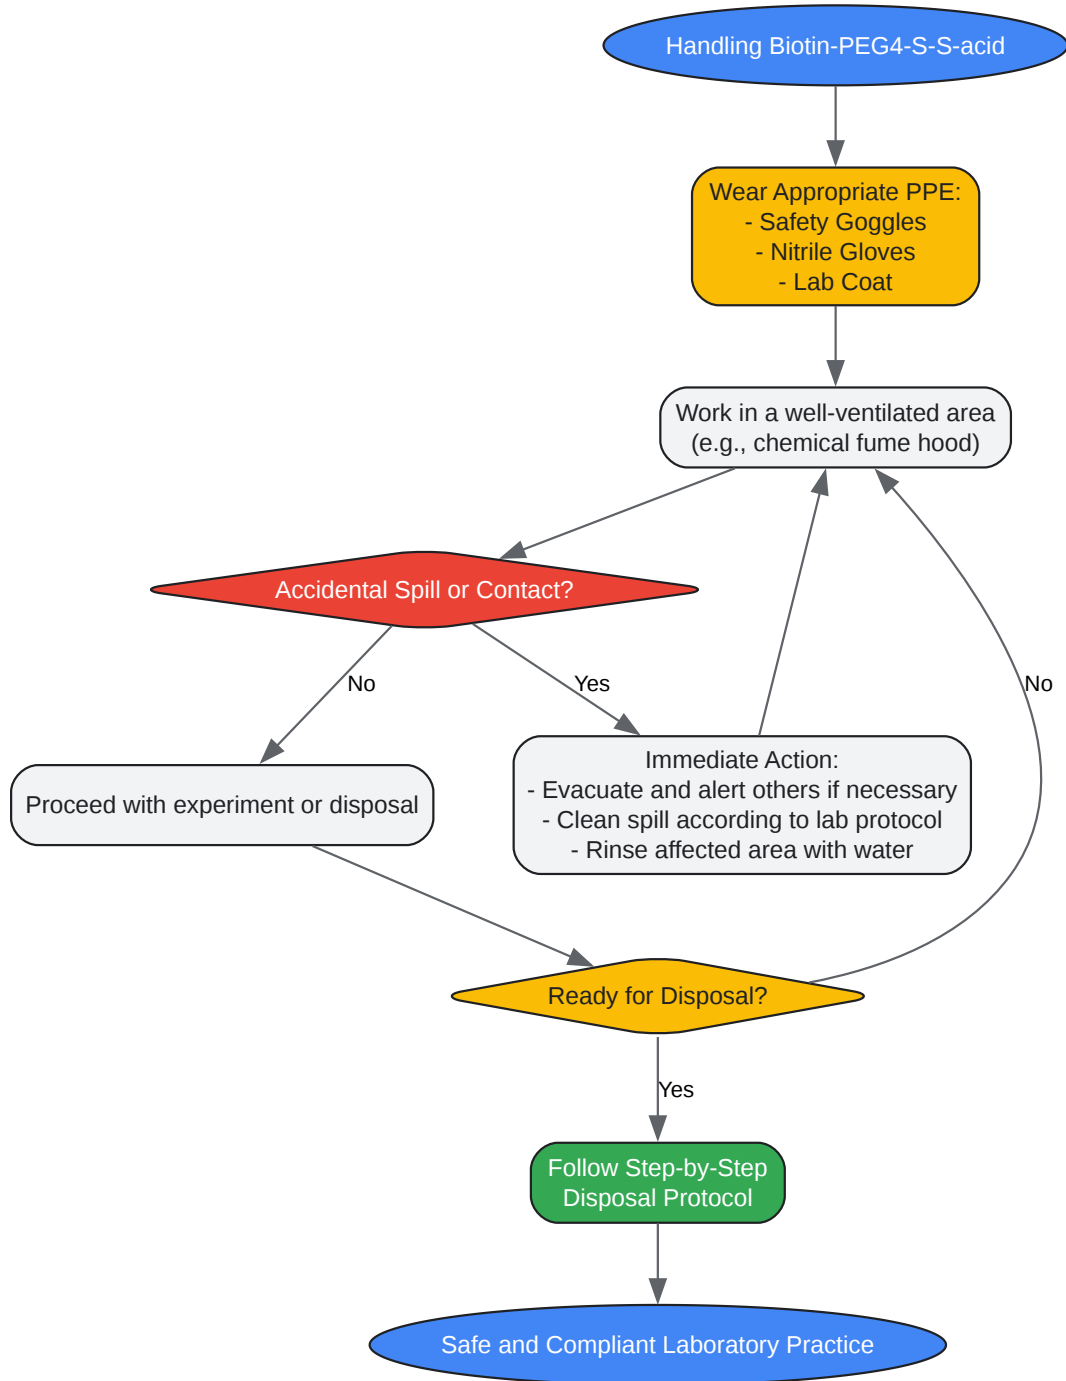 Handling Biotin-PEG4-S-S-acid
Wear Appropriate PPE:
- Safety Goggles
- Nitrile Gloves
- Lab Coat
Work in a well-ventilated area
(e.g., chemical fume hood)
Accidental Spill or Contact?
No
Yes
No
Proceed with experiment or disposal
Immediate Action:
- Evacuate and alert others if necessary
- Clean spill according to lab protocol
- Rinse affected area with water
Ready for Disposal?
Yes
Follow Step-by-Step
Disposal Protocol
Safe and Compliant Laboratory Practice